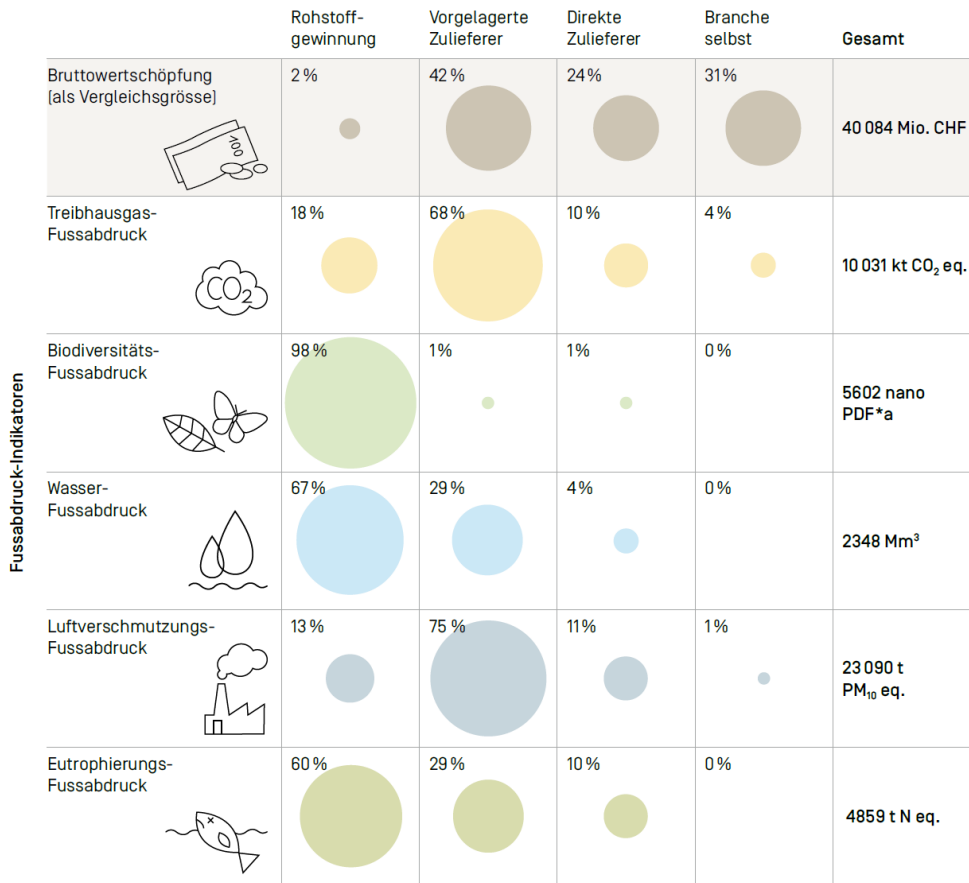 Rohstoff-
gewinnung
Vorgelagerte
Zulieferer
Direkte
Zulieferer
Branche
selbst
Gesamt
Bruttowertschöpfung
(als Vergleichsgrösse)
2 %
42 %
24 %
31 %
40 084 Mio. CHF
100
Fussabdruck-Indikatoren
Treibhausgas-
Fussabdruck
18 %
68 %
10 %
4 %
10 031 kt CO₂ eq.
CO2
Biodiversitäts-
Fussabdruck
98 %
1 %
1 %
0 %
5602 nano
PDF*a
Wasser-
Fussabdruck
67 %
29 %
4 %
0 %
2348 Mm³
Luftverschmutzungs-
Fussabdruck
13 %
75 %
11 %
1 %
23 090 t
PM₁₀ eq.
Eutrophierungs-
Fussabdruck
60 %
29 %
10 %
0 %
4859 t N eq.